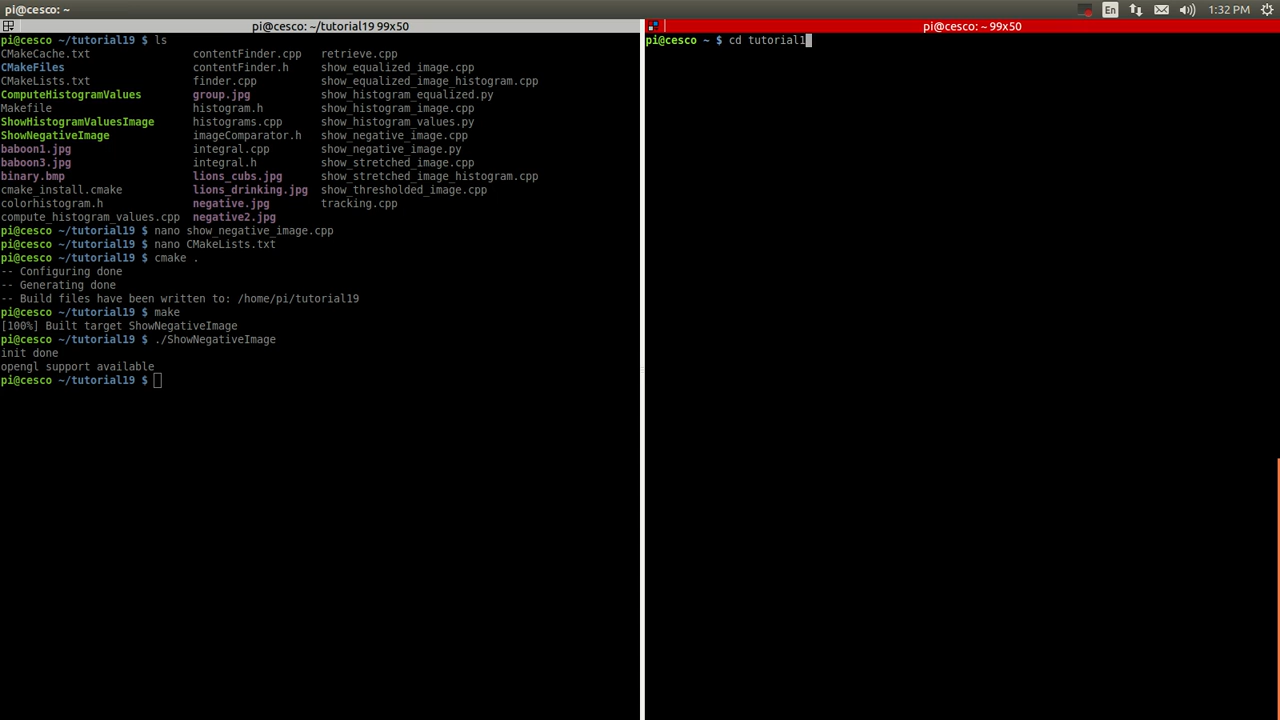 pi@cesco: ~
En
1:32 PM
pi@cesco: ~/tutorial19 99x50
pi@cesco ~/tutorial19 $ ls
CMakeCache.txt contentFinder.cpp retrieve.cpp
CMakeFiles contentFinder.h show_equalized_image.cpp
CMakeLists.txt finder.cpp show_equalized_image_histogram.cpp
ComputeHistogramValues group.jpg show_histogram_equalized.py
Makefile histogram.h show_histogram_image.cpp
ShowHistogramValuesImage histograms.cpp show_histogram_values.py
ShowNegativeImage imageComparator.h show_negative_image.cpp
baboon1.jpg integral.cpp show_negative_image.py
baboon3.jpg integral.h show_stretched_image.cpp
binary.bmp lions_cubs.jpg show_stretched_image_histogram.cpp
cmake_install.cmake lions_drinking.jpg show_thresholded_image.cpp
colorhistogram.h negative.jpg tracking.cpp
compute_histogram_values.cpp negative2.jpg
pi@cesco ~/tutorial19 $ nano show_negative_image.cpp
pi@cesco ~/tutorial19 $ nano CMakeLists.txt
pi@cesco ~/tutorial19 $ cmake .
-- Configuring done
-- Generating done
-- Build files have been written to: /home/pi/tutorial19
pi@cesco ~/tutorial19 $ make
[100%] Built target ShowNegativeImage
pi@cesco ~/tutorial19 $ ./ShowNegativeImage
init done
opengl support available
pi@cesco ~/tutorial19 $
pi@cesco: ~ 99x50
pi@cesco ~ $ cd tutorial1